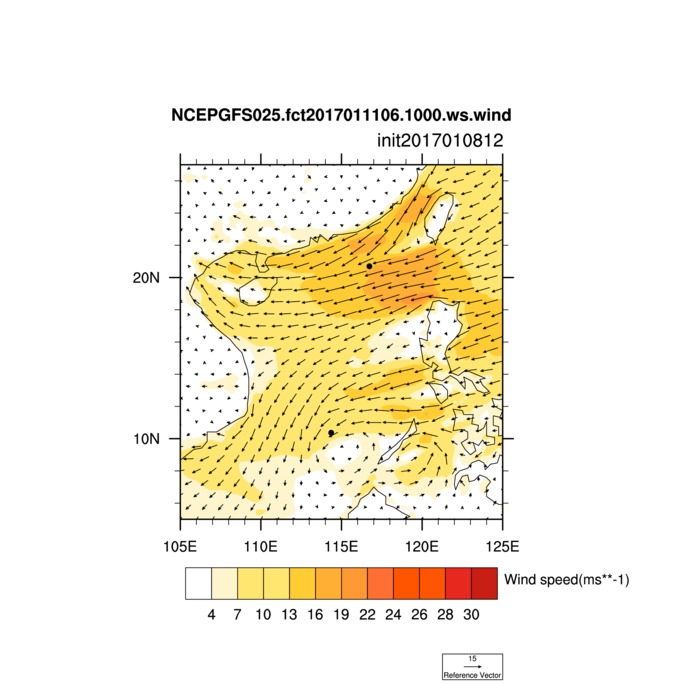 NCEPGFS025.fct2017011106.1000.ws.wind
init2017010812
20N
10N
105E 110E 115E 120E 125E
Wind speed(ms**-1)
4 7 10 13 16 19 22 24 26 28 30
15
Reference Vector